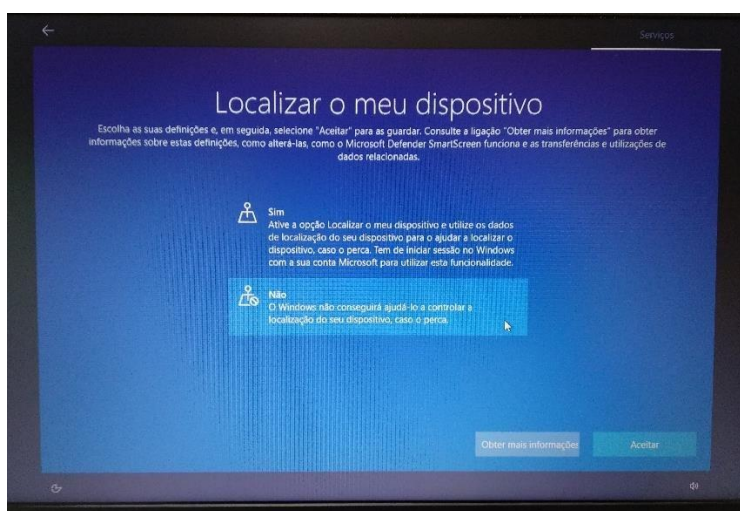 Serviços
Localizar o meu dispositivo
Escolha as suas definições e, em seguida, selecione "Aceitar" para as guardar. Consulte a ligação "Obter mais informações" para obter
informações sobre estas definições, como alterá-las, como o Microsoft Defender SmartScreen funciona e as transferências e utilizações de
dados relacionadas.
Sim
Ative a opção Localizar o meu dispositivo e utilize os dados
de localização do seu dispositivo para o ajudar a localizar o
dispositivo, caso o perca. Tem de iniciar sessão no Windows
com a sua conta Microsoft para utilizar esta funcionalidade.
Não
O Windows não conseguirá ajudá-lo a controlar a
localização do seu dispositivo, caso o perca.
Obter mais informações
Aceitar